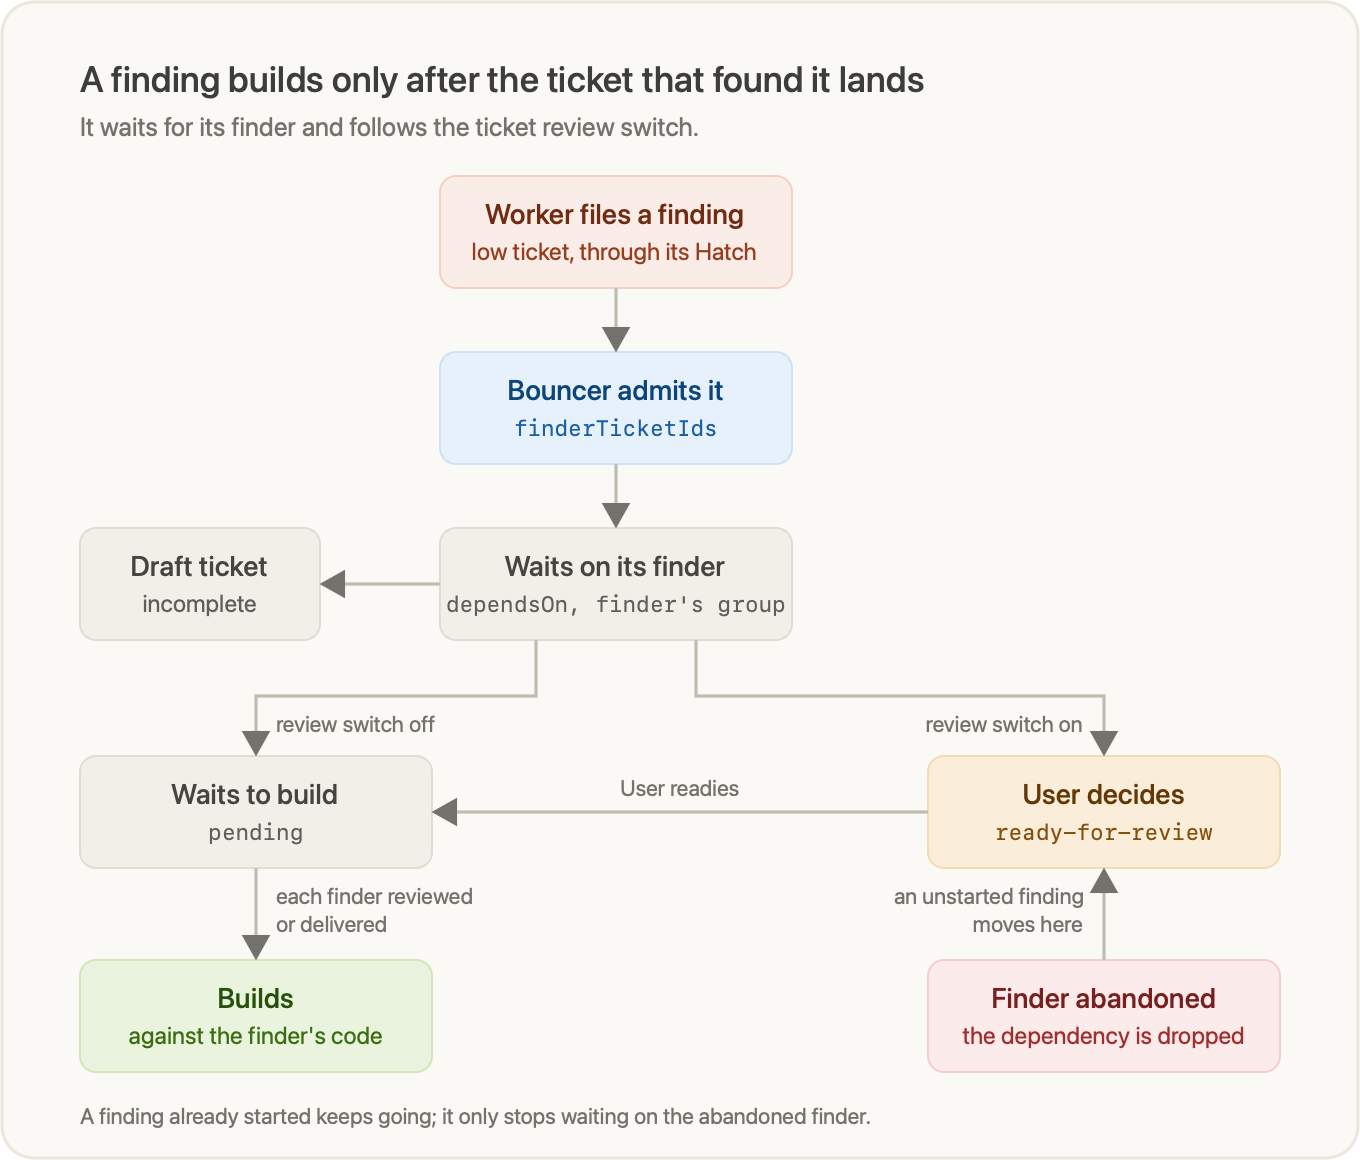 A finding builds only after the ticket that found it lands
It waits for its finder and follows the ticket review switch.
Worker files a finding
low ticket, through its Hatch
Bouncer admits it
finderTicketIds
Draft ticket
incomplete
Waits on its finder
dependsOn, finder's group
review switch off
review switch on
Waits to build
pending
User readies
User decides
ready-for-review
each finder reviewed
or delivered
an unstarted finding
moves here
Builds
against the finder's code
Finder abandoned
the dependency is dropped
A finding already started keeps going; it only stops waiting on the abandoned finder.